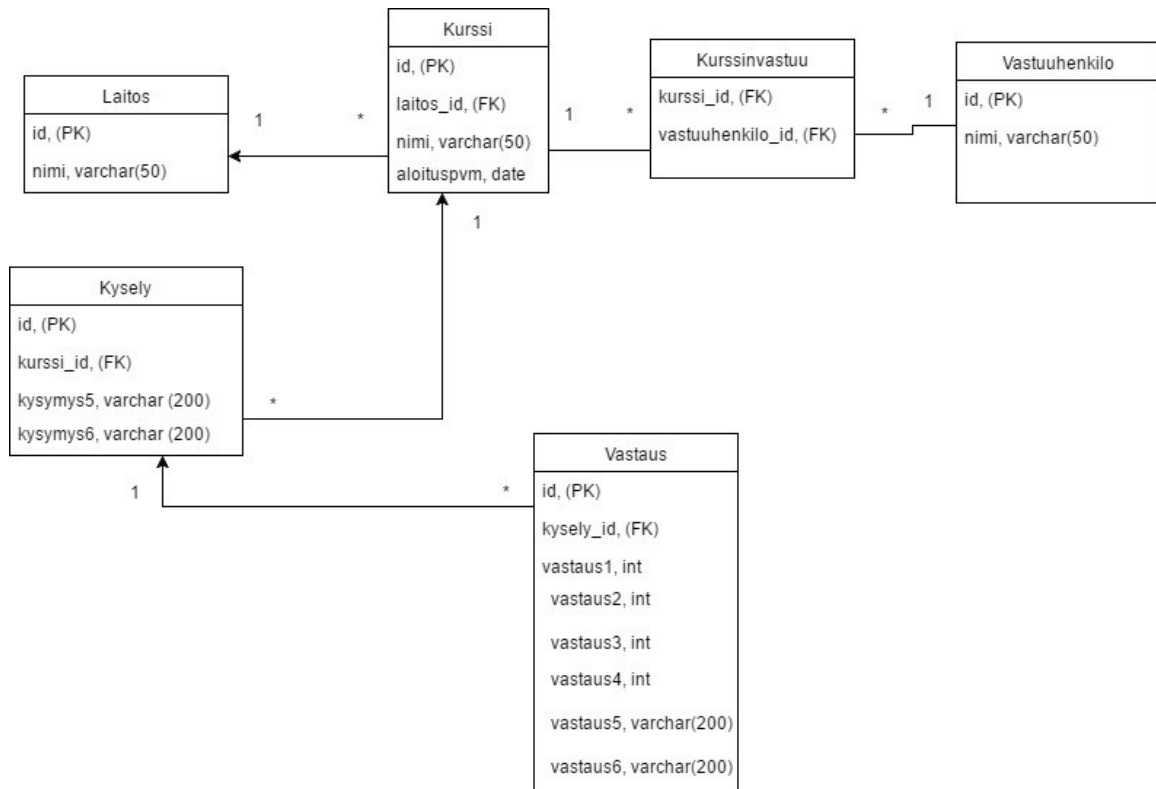 Laitos
id, (PK)
nimi, varchar(50)
1
*
Kurssi
id, (PK)
laitos_id, (FK)
nimi, varchar(50)
aloituspvm, date
1
*
Kurssinvastuu
kurssi_id, (FK)
vastuuhenkilo_id, (FK)
*
1
Vastuuhenkilo
id, (PK)
nimi, varchar(50)
1
Kysely
id, (PK)
kurssi_id, (FK)
kysymys5, varchar (200)
kysymys6, varchar (200)
*
1
*
Vastaus
id, (PK)
kysely_id, (FK)
vastaus1, int
vastaus2, int
vastaus3, int
vastaus4, int
vastaus5, varchar(200)
vastaus6, varchar(200)